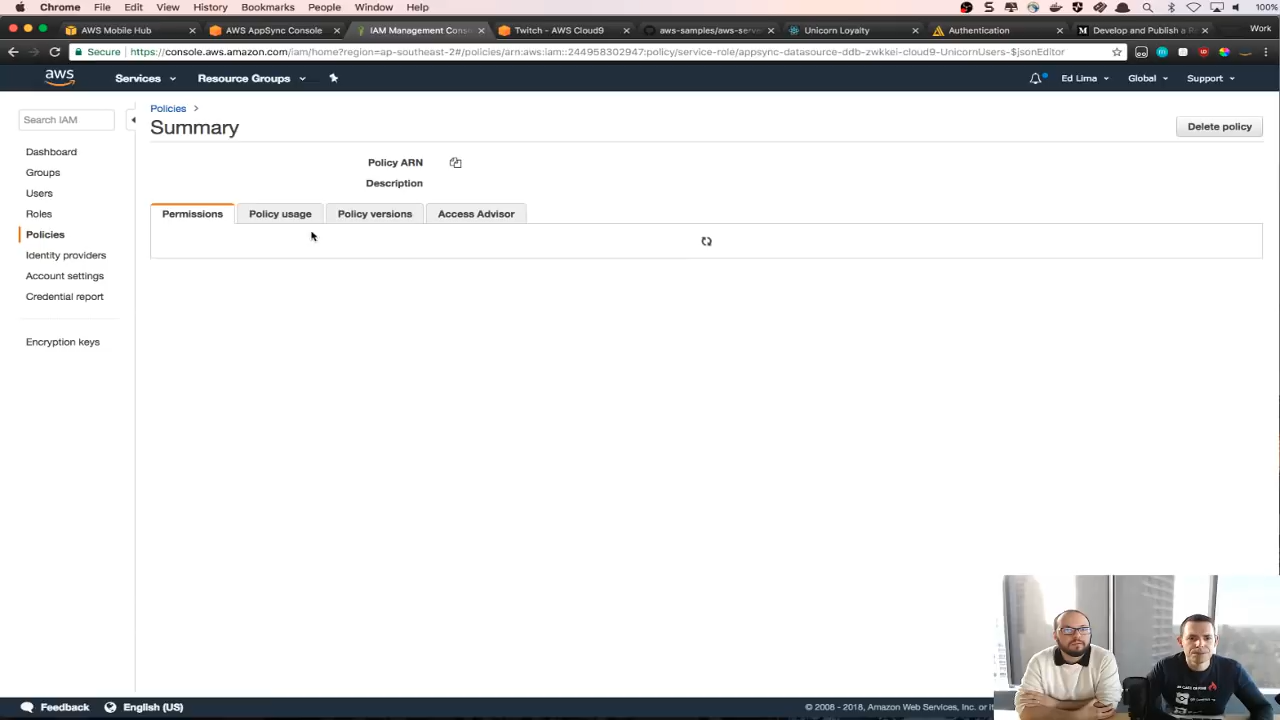 Chrome File Edit View History Bookmarks People Window Help 100%
AWS Mobile Hub AWS AppSync Console IAM Management Cons Twitch - AWS Cloud9 aws-samples/aws-serv Unicorn Loyalty Authentication Develop and Publish a R Work
Secure https://console.aws.amazon.com/iam/home?region=ap-southeast-2#/policies/arn:aws:iam::244958302947:policy/service-role/appsync-datasource-ddb-zwkkei-cloud9-UnicornUsers-$jsonEditor
aws Services Resource Groups Ed Lima Global Support
Search IAM
Dashboard
Groups
Users
Roles
Policies
Identity providers
Account settings
Credential report
Encryption keys
Policies >
Summary
Delete policy
Policy ARN
Description
Permissions Policy usage Policy versions Access Advisor
Feedback English (US) © 2008 - 2018, Amazon Web Services, Inc. or it